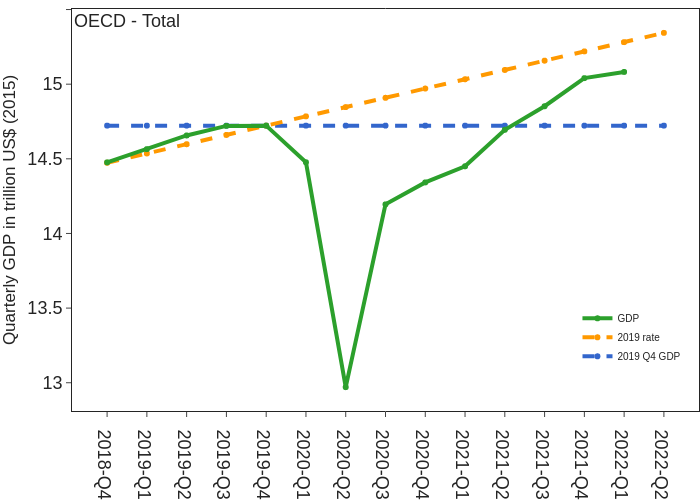 OECD - Total
Quarterly GDP in trillion US$ (2015)
15
14.5
14
13.5
13
GDP
2019 rate
2019 Q4 GDP
2018-Q4
2019-Q1
2019-Q2
2019-Q3
2019-Q4
2020-Q1
2020-Q2
2020-Q3
2020-Q4
2021-Q1
2021-Q2
2021-Q3
2021-Q4
2022-Q1
2022-Q2